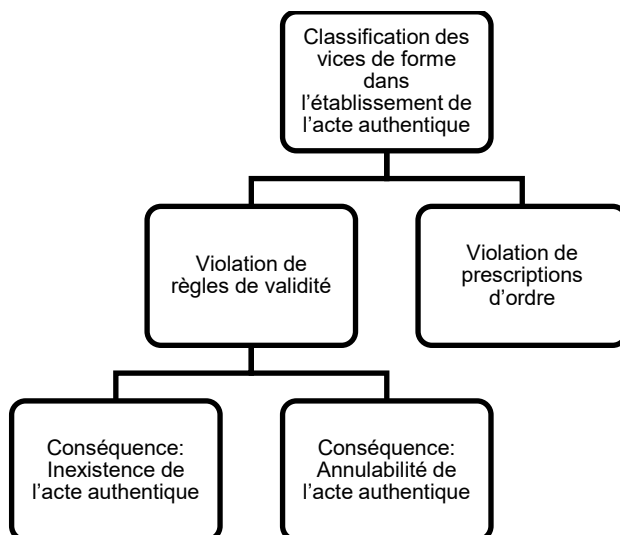 Classification des
vices de forme
dans
l’établissement de
l’acte authentique
Violation de
règles de validité
Violation de
prescriptions
d’ordre
Conséquence:
Inexistence de
l’acte authentique
Conséquence:
Annulabilité de
l’acte authentique